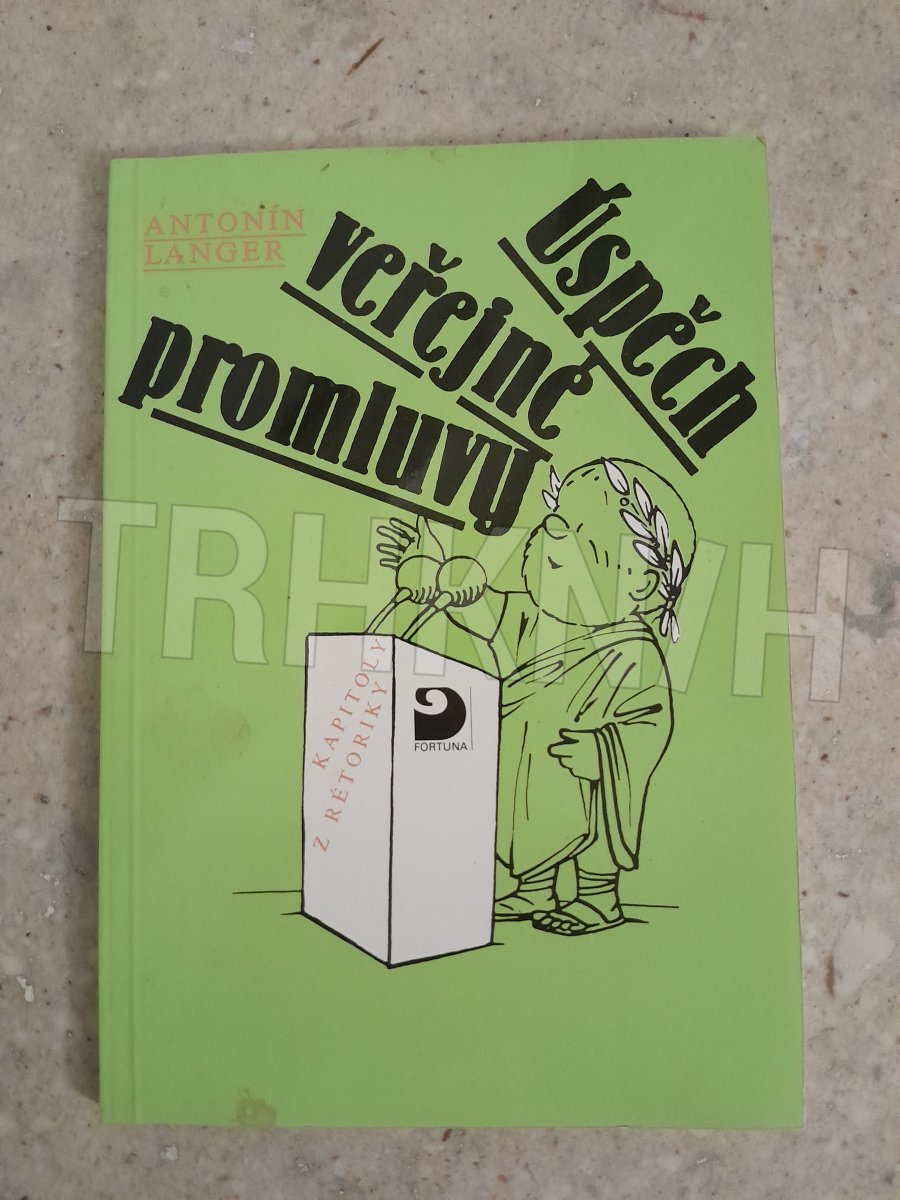 ANTONÍN
LANGER
Úspěch
veřejné
promluvy
KAPITOLY
Z RÉTORIKY
FORTUNA
TRHKNIH